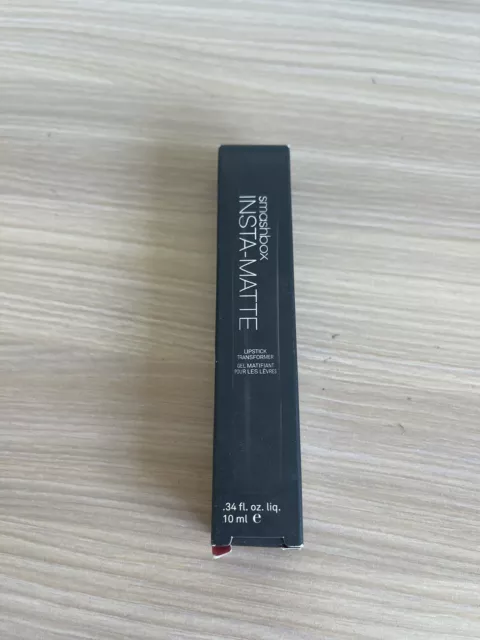 smashbox
INSTA-MATTE
LIPSTICK
TRANSFORMER
GEL MATIFIANT
POUR LES LÈVRES
.34 fl. oz. liq.
10 ml ℮